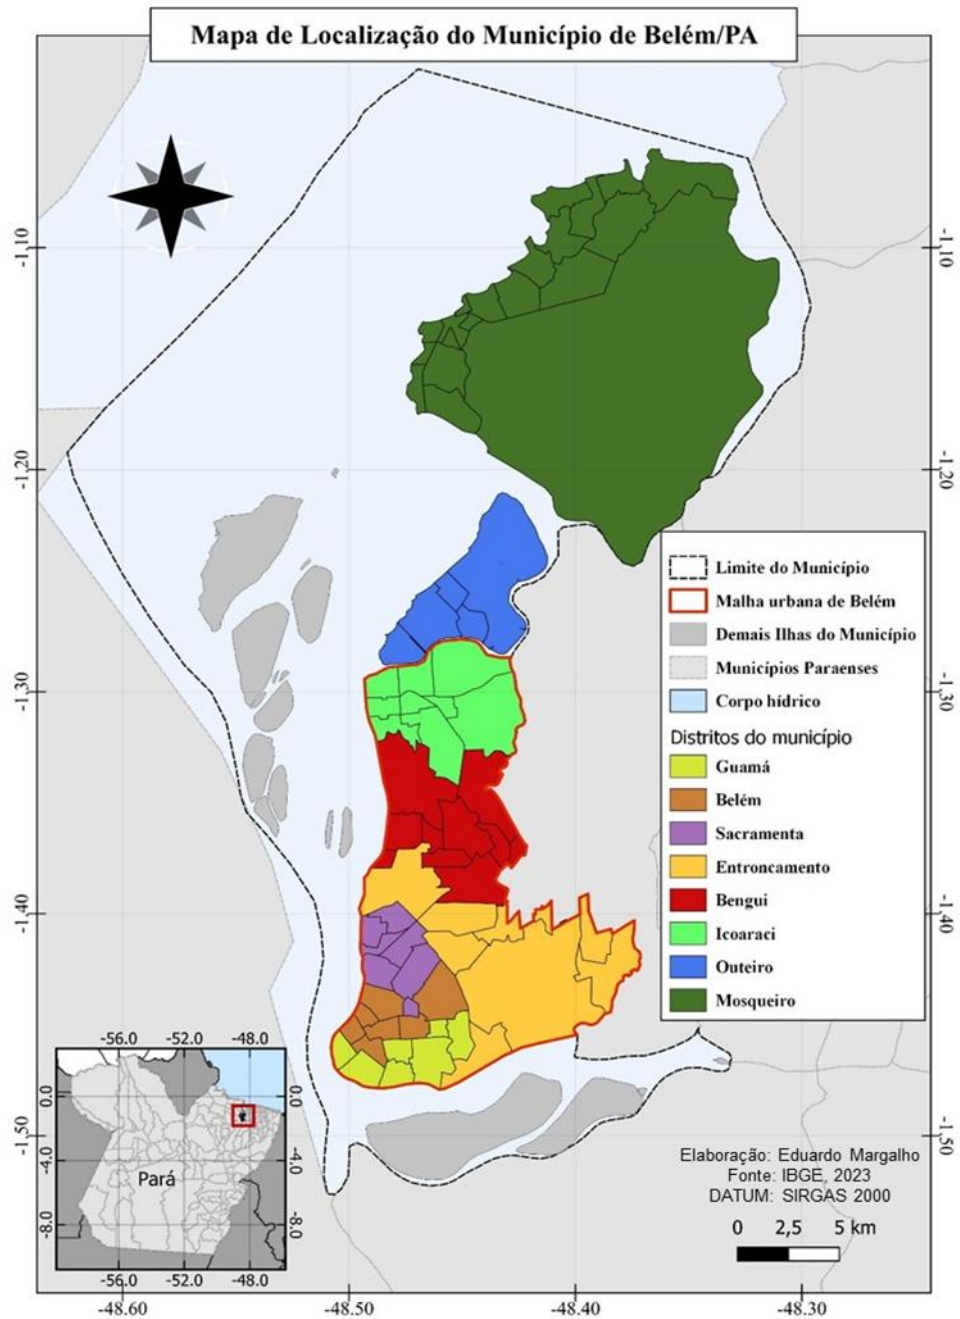 Mapa de Localização do Município de Belém/PA
-1,10
-1,10
-1,20
-1,20
Limite do Município
Malha urbana de Belém
Demais Ilhas do Município
Municípios Paraenses
Corpo hídrico
Distritos do município
Guamá
Belém
Sacramenta
Entroncamento
Bengui
Icoaraci
Outeiro
Mosqueiro
-1,30
-1,30
-1,40
-1,40
-1,50
-1,50
-56.0 -52.0 -48.0
0.0 0.0
-4.0 -4.0
-8.0 -8.0
Pará
-56.0 -52.0 -48.0
Elaboração: Eduardo Margalho
Fonte: IBGE, 2023
DATUM: SIRGAS 2000
0 2,5 5 km
-48.60 -48.50 -48.40 -48.30